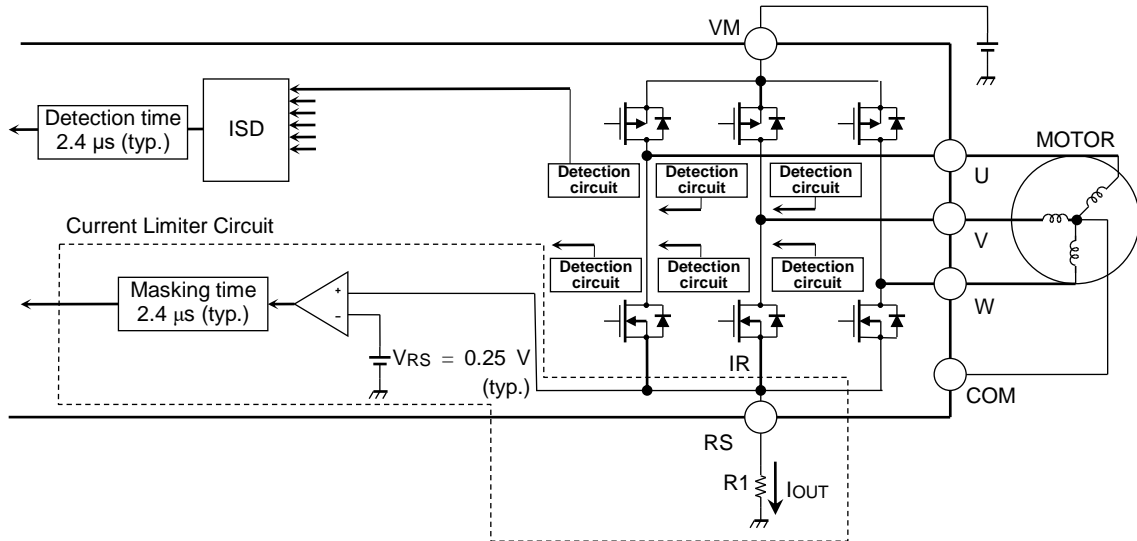 VM
Detection time
2.4 µs (typ.)
ISD
MOTOR
U
Detection
circuit
Detection
circuit
Detection
circuit
V
Current Limiter Circuit
Detection
circuit
Detection
circuit
Detection
circuit
W
Masking time
2.4 μs (typ.)
+
−
VRS = 0.25 V
(typ.)
IR
COM
RS
R1
IOUT